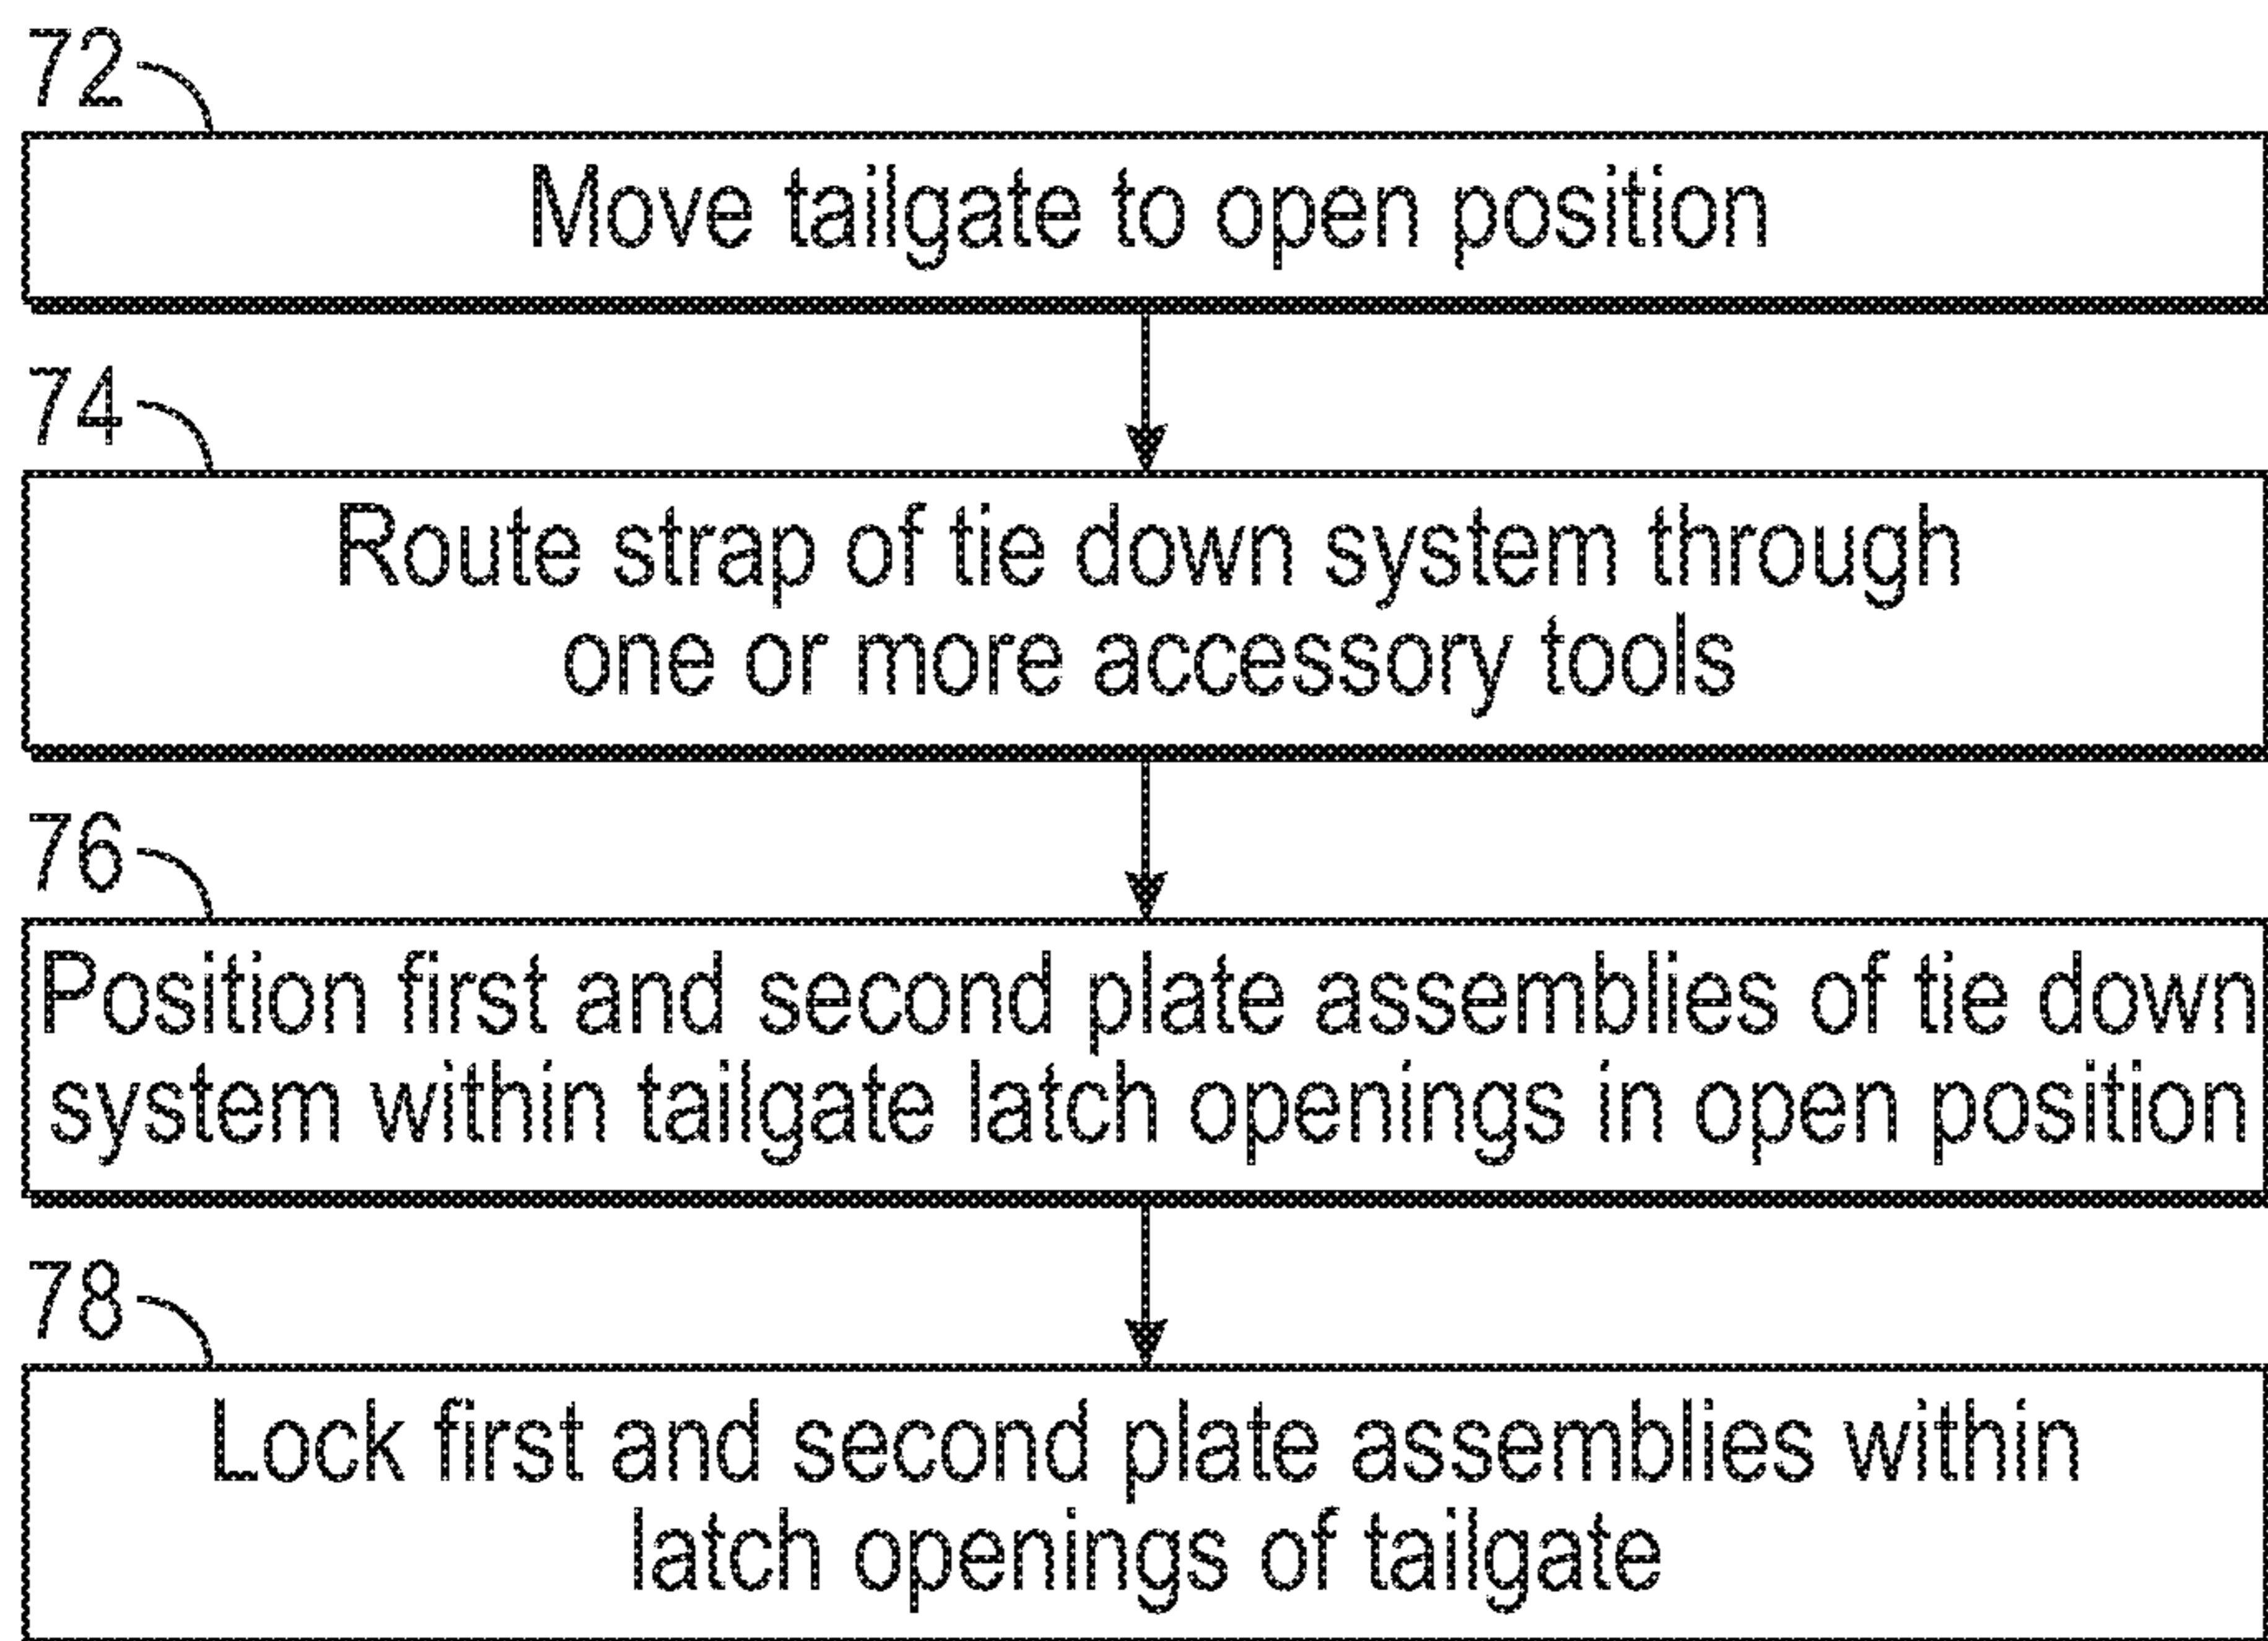 72
Move tailgate to open position
74
Route strap of tie down system through
one or more accessory tools
76
Position first and second plate assemblies of tie down
system within tailgate latch openings in open position
78
Lock first and second plate assemblies within
latch openings of tailgate